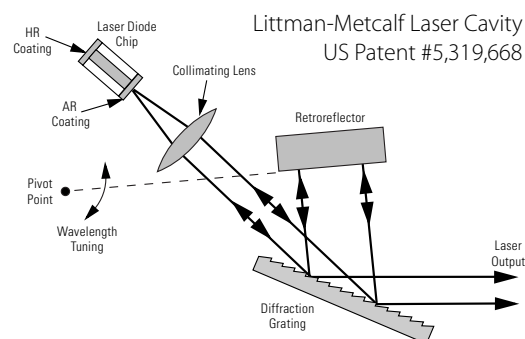 Littman-Metcalf Laser Cavity
US Patent #5,319,668
HR
Coating
Laser Diode
Chip
Collimating Lens
AR
Coating
Retroreflector
Pivot
Point
Wavelength
Tuning
Laser
Output
Diffraction
Grating